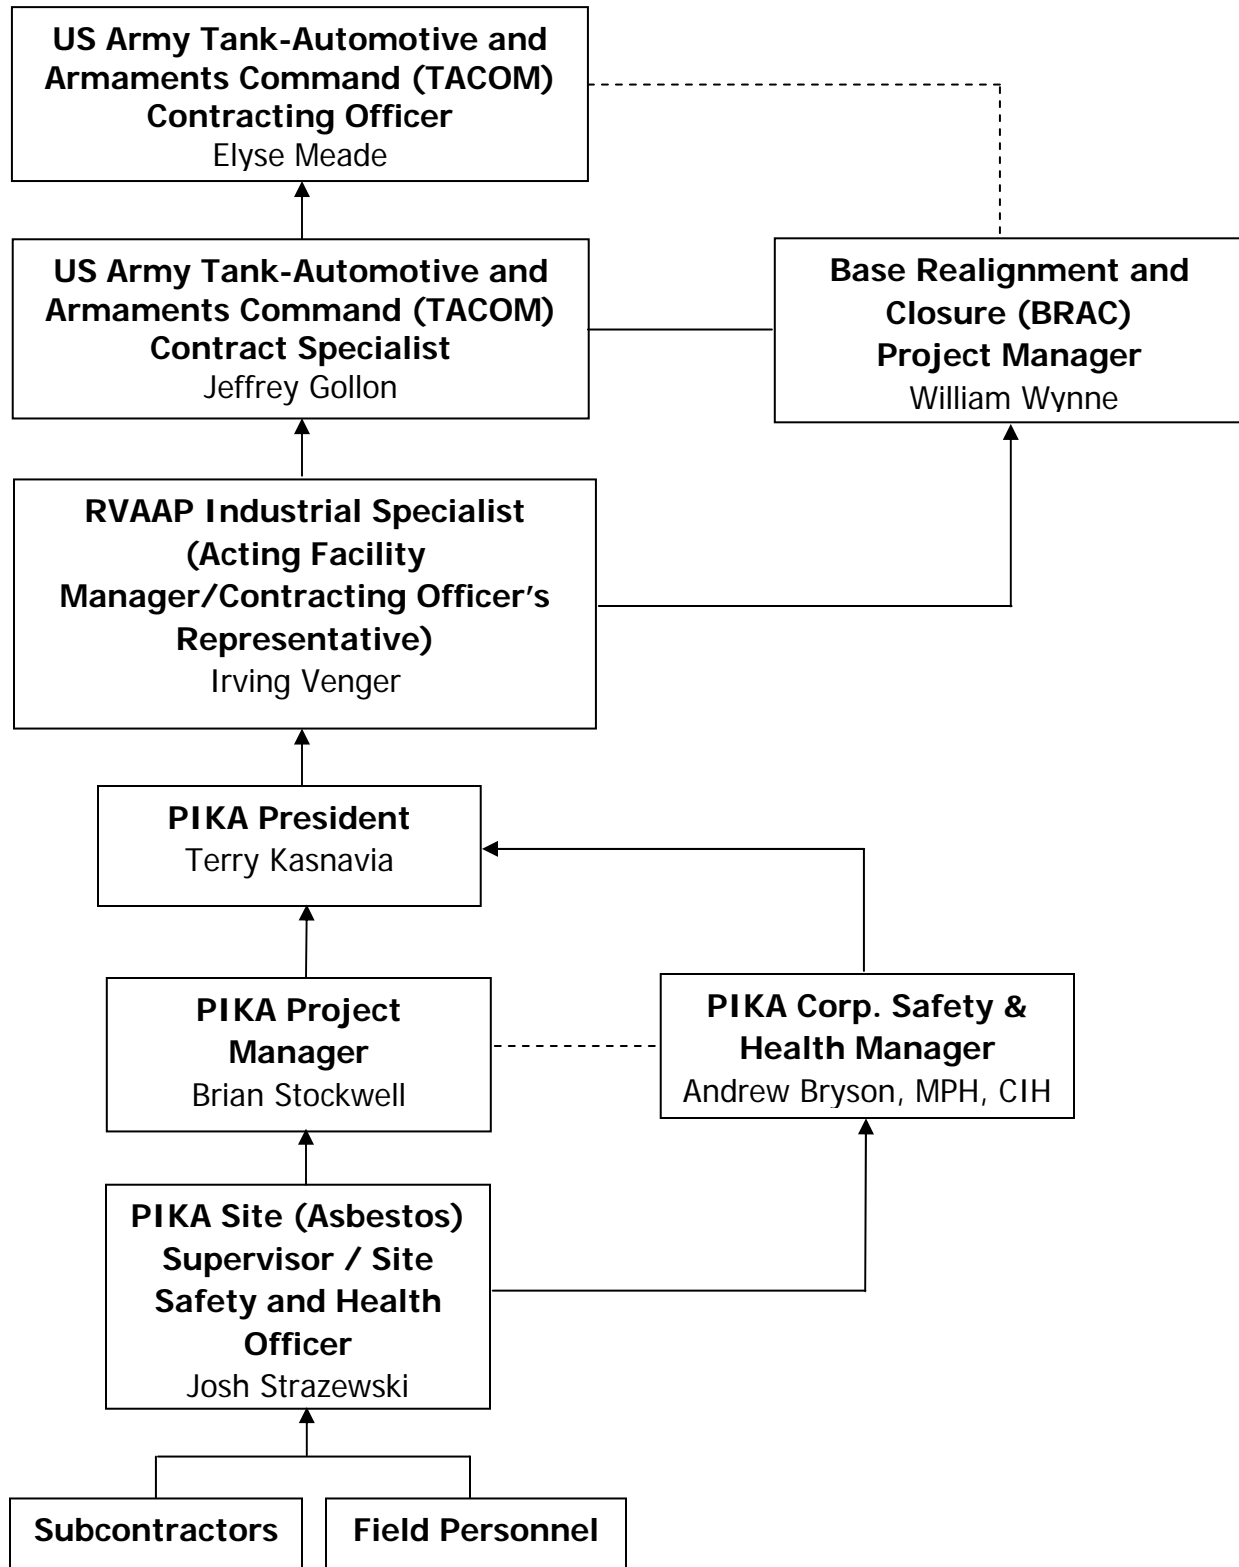 US Army Tank-Automotive and
Armaments Command (TACOM)
Contracting Officer
Elyse Meade
US Army Tank-Automotive and
Armaments Command (TACOM)
Contract Specialist
Jeffrey Gollon
Base Realignment and
Closure (BRAC)
Project Manager
William Wynne
RVAAP Industrial Specialist
(Acting Facility
Manager/Contracting Officer’s
Representative)
Irving Venger
PIKA President
Terry Kasnavia
PIKA Project
Manager
Brian Stockwell
PIKA Corp. Safety &
Health Manager
Andrew Bryson, MPH, CIH
PIKA Site (Asbestos)
Supervisor / Site
Safety and Health
Officer
Josh Strazewski
Subcontractors
Field Personnel